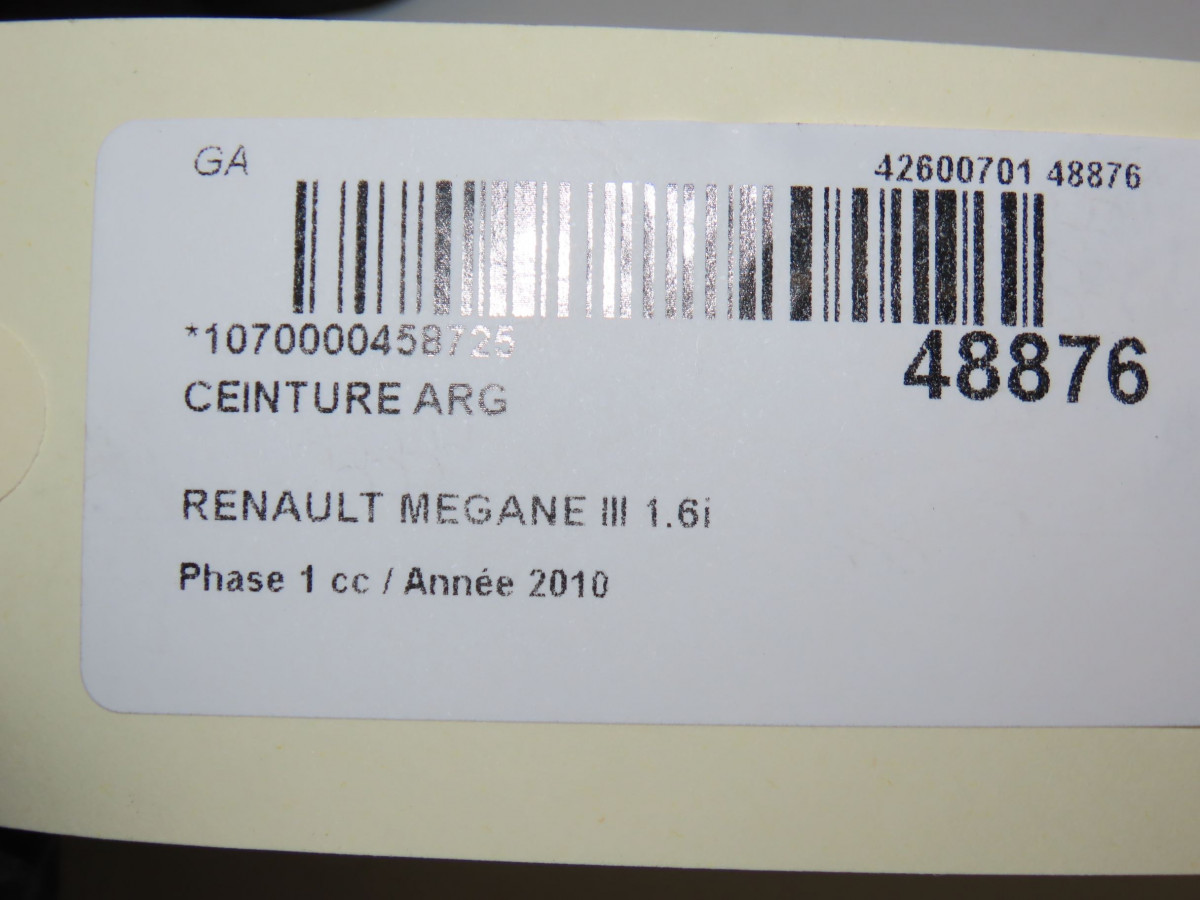 GA
42600701 48876
*1070000458725
48876
CEINTURE ARG
RENAULT MEGANE III 1.6i
Phase 1 cc / Année 2010